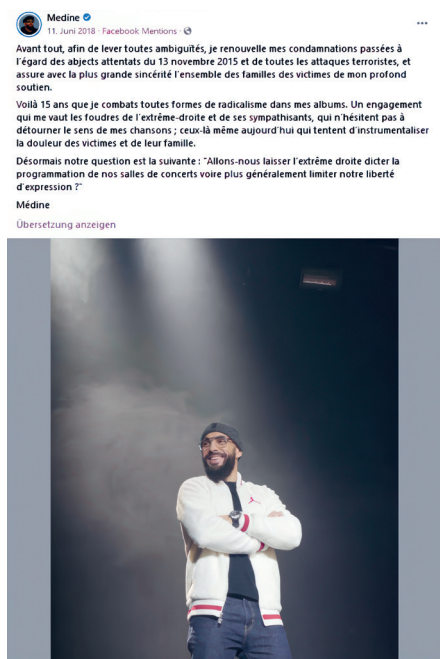 Medine
11. Juni 2018 · Facebook Mentions ·
Avant tout, afin de lever toutes ambiguïtés, je renouvelle mes condamnations passées à
l'égard des abjects attentats du 13 novembre 2015 et de toutes les attaques terroristes, et
assure avec la plus grande sincérité l'ensemble des familles des victimes de mon profond
soutien.
Voilà 15 ans que je combats toutes formes de radicalisme dans mes albums. Un engagement
qui me vaut les foudres de l'extrême-droite et de ses sympathisants, qui n'hésitent pas à
détourner le sens de mes chansons ; ceux-là même aujourd'hui qui tentent d'instrumentaliser
la douleur des victimes et de leur famille.
Désormais notre question est la suivante : "Allons-nous laisser l'extrême droite dicter la
programmation de nos salles de concerts voire plus généralement limiter notre liberté
d'expression ?"
Médine
Übersetzung anzeigen